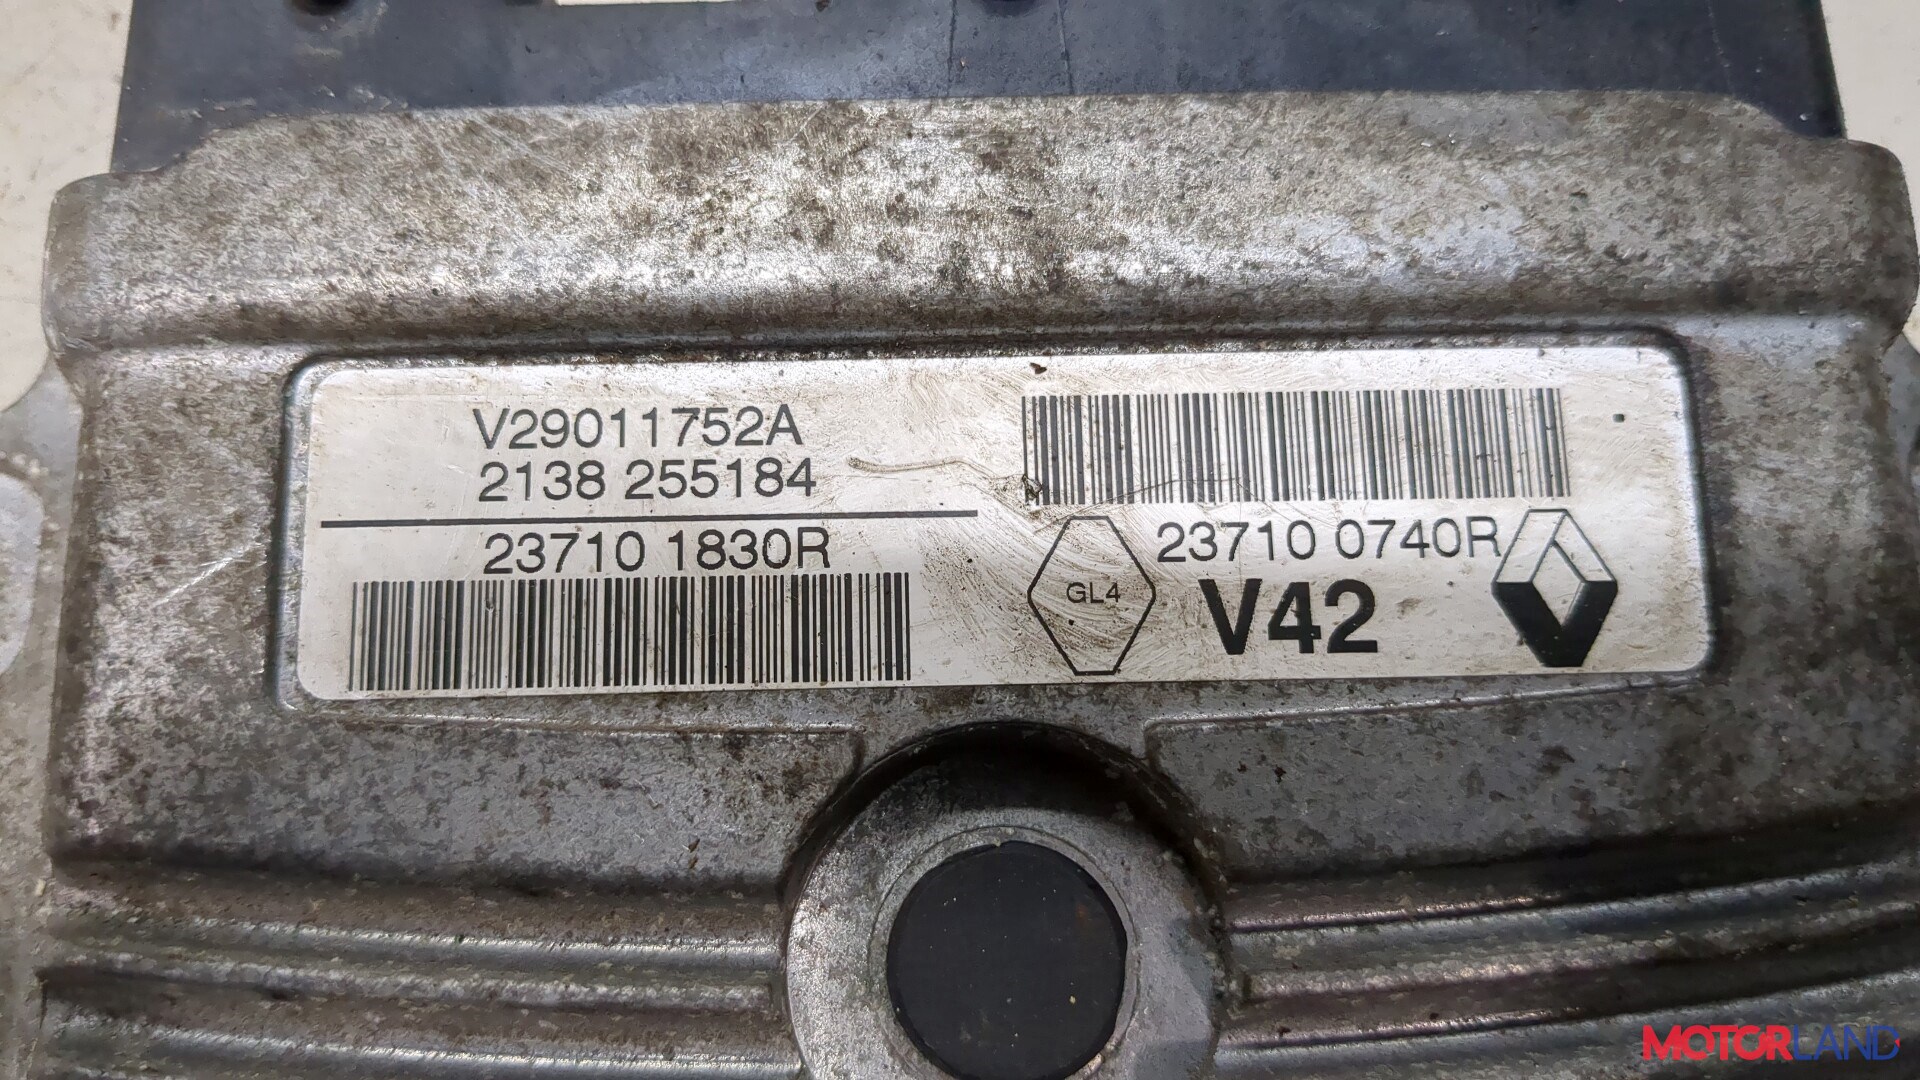 V29011752A
2138 255184
23710 1830R
23710 0740R
GL4
V42
MOTORLAND